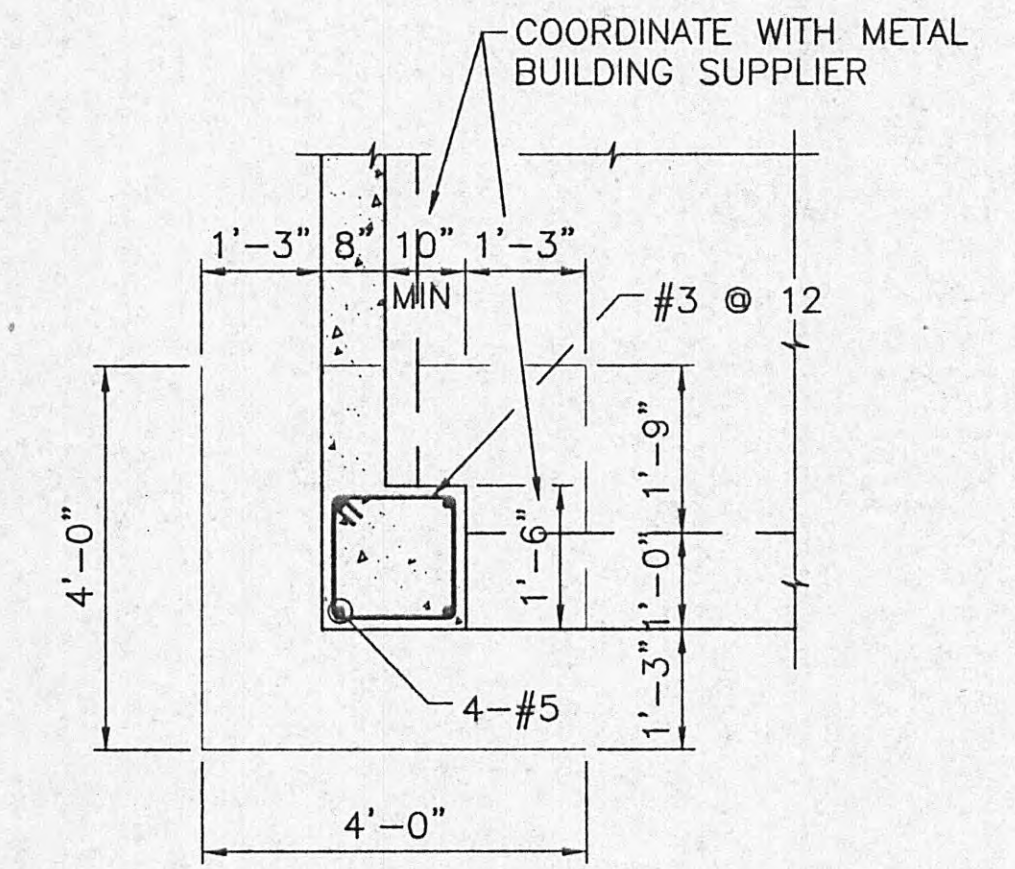 COORDINATE WITH METAL
BUILDING SUPPLIER
1'-3" 8" 10" 1'-3"
MIN
#3 @ 12
4'-0"
1'-9"
1'-6"
1'-0"
1'-3"
4-#5
4'-0"